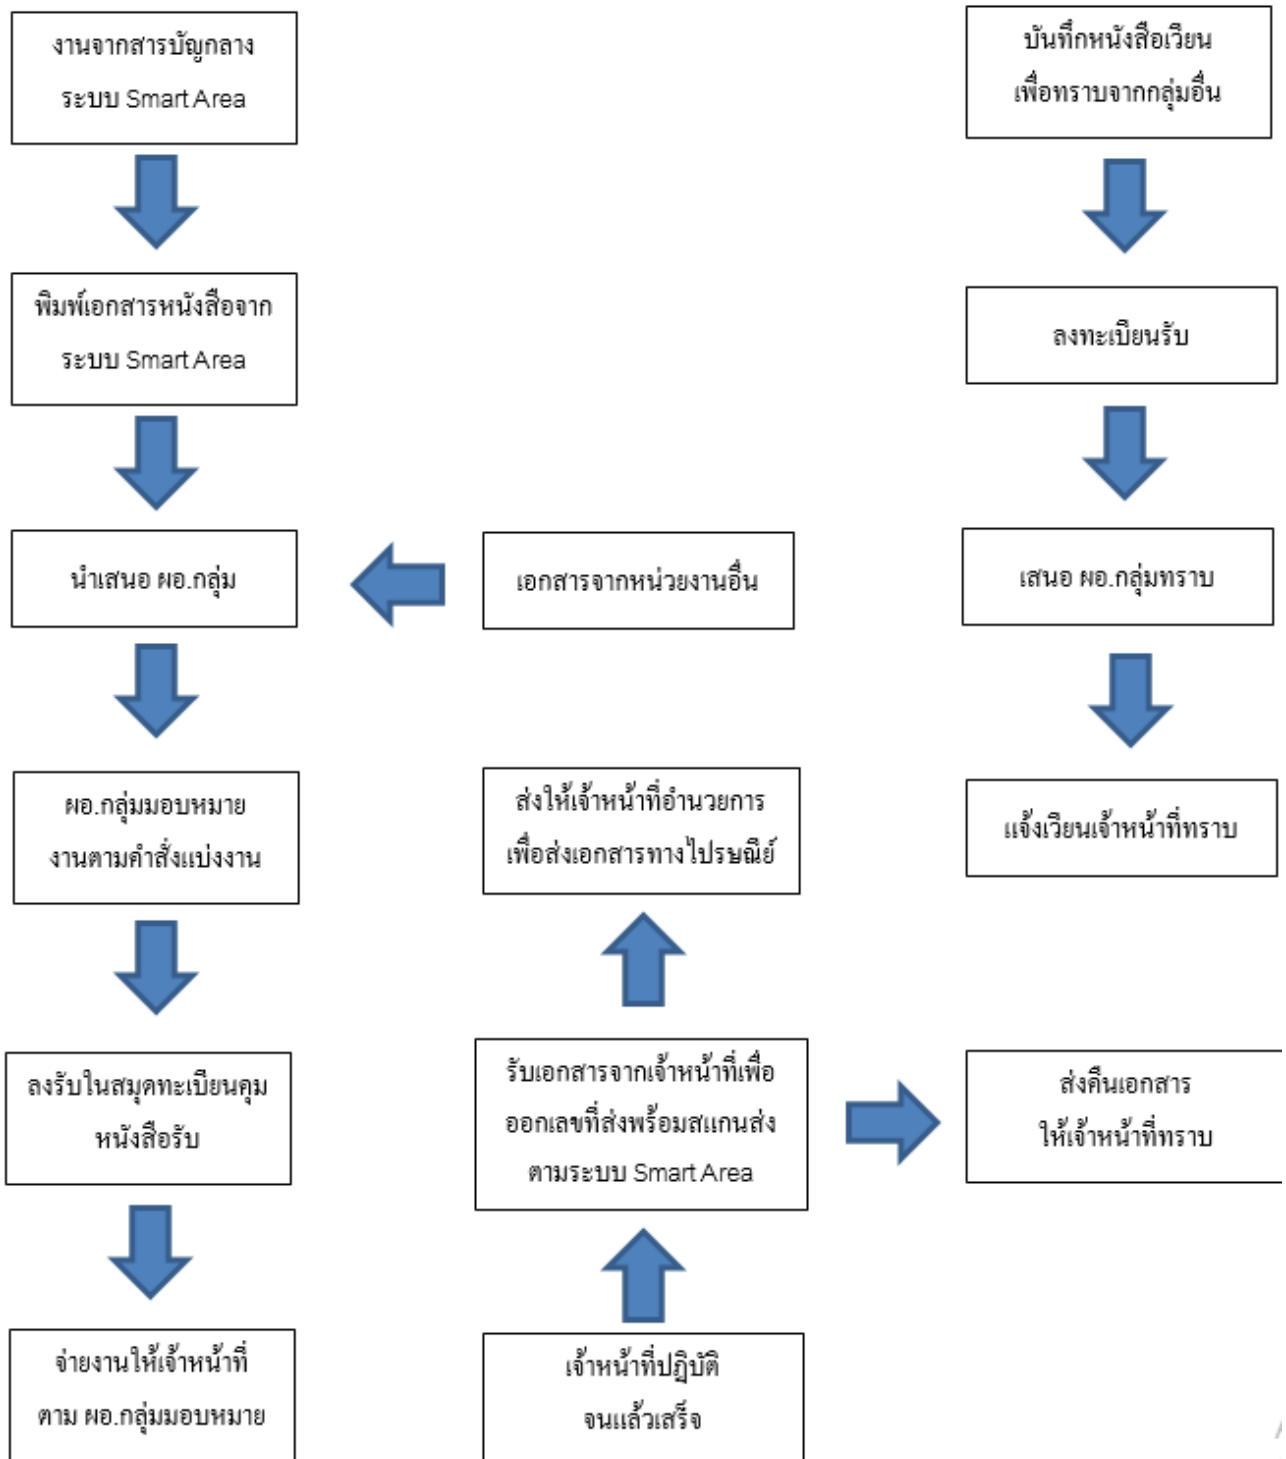 งานจากสารบัญกลาง
ระบบ Smart Area
พิมพ์เอกสารหนังสือจาก
ระบบ Smart Area
นำเสนอ ผอ.กลุ่ม
ผอ.กลุ่มมอบหมาย
งานตามคำสั่งแบ่งงาน
ลงรับในสมุดทะเบียนคุม
หนังสือรับ
จ่ายงานให้เจ้าหน้าที่
ตาม ผอ.กลุ่มมอบหมาย
เอกสารจากหน่วยงานอื่น
ส่งให้เจ้าหน้าที่อำนวยการ
เพื่อส่งเอกสารทางไปรษณีย์
รับเอกสารจากเจ้าหน้าที่เพื่อ
ออกเลขที่ส่งพร้อมสแกนส่ง
ตามระบบ Smart Area
เจ้าหน้าที่ปฏิบัติ
จนแล้วเสร็จ
บันทึกหนังสือเวียน
เพื่อทราบจากกลุ่มอื่น
ลงทะเบียนรับ
เสนอ ผอ.กลุ่มทราบ
แจ้งเวียนเจ้าหน้าที่ทราบ
ส่งคืนเอกสาร
ให้เจ้าหน้าที่ทราบ